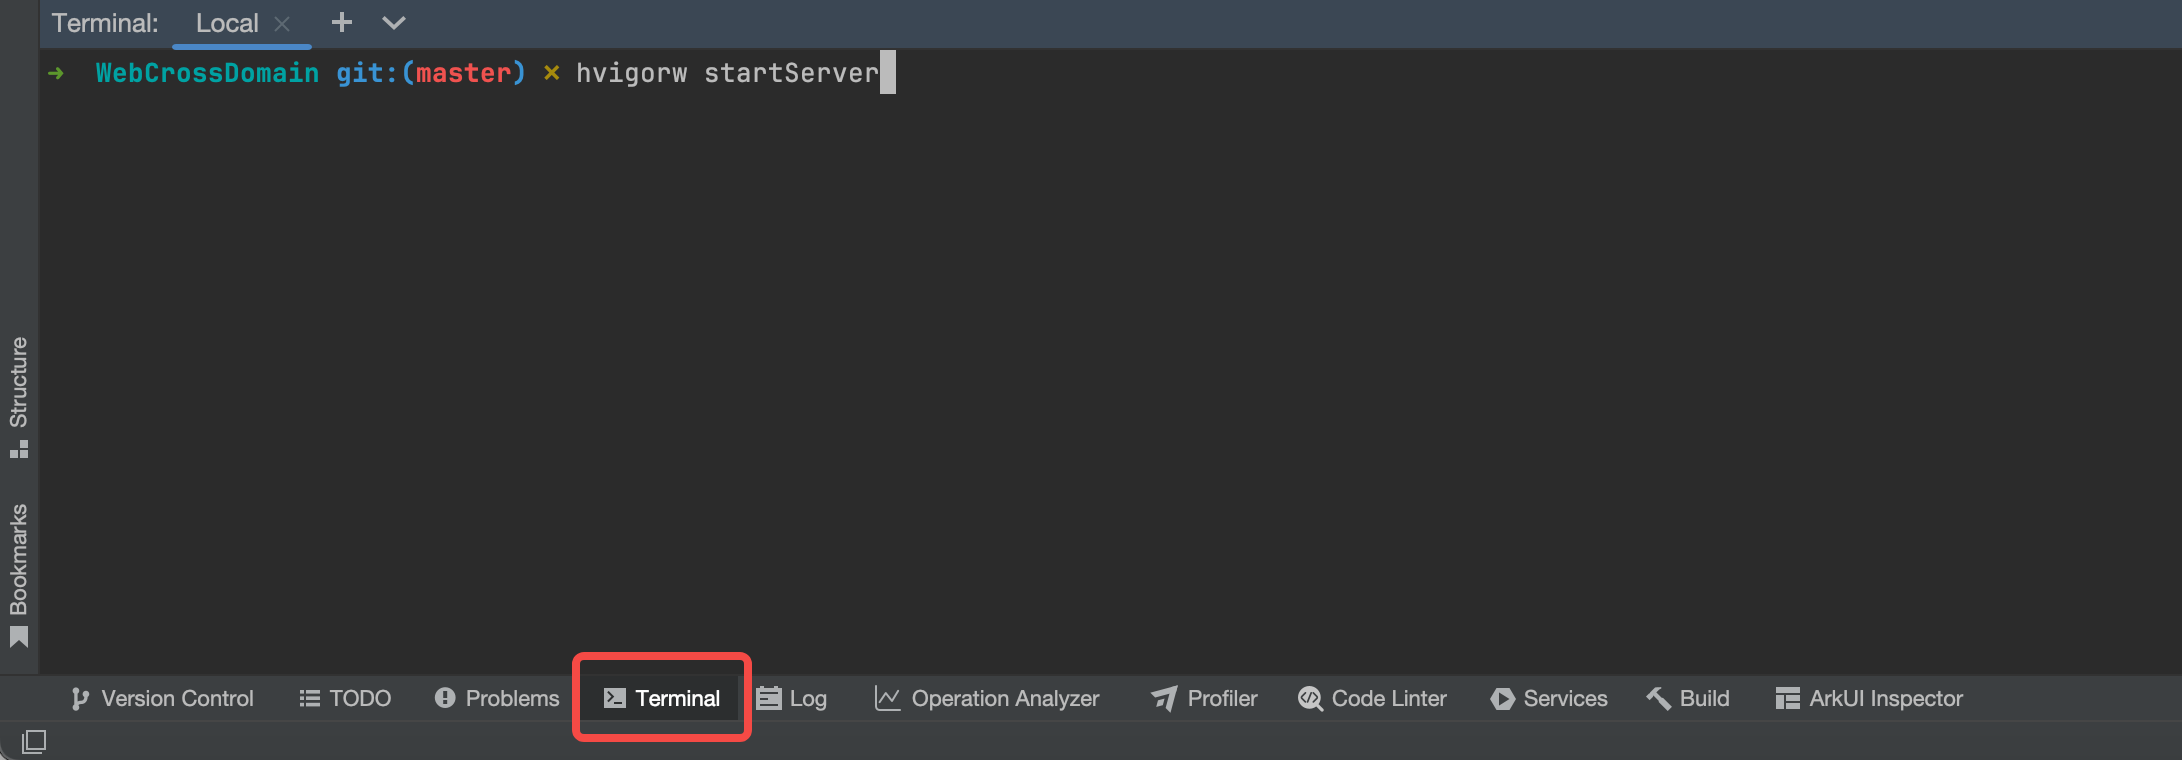 Terminal: Local × + 
➜ WebCrossDomain git:(master) × hvigorw startServer
Structure
Bookmarks
Version Control TODO Problems Terminal Log Operation Analyzer Profiler Code Linter Services Build ArkUI Inspector